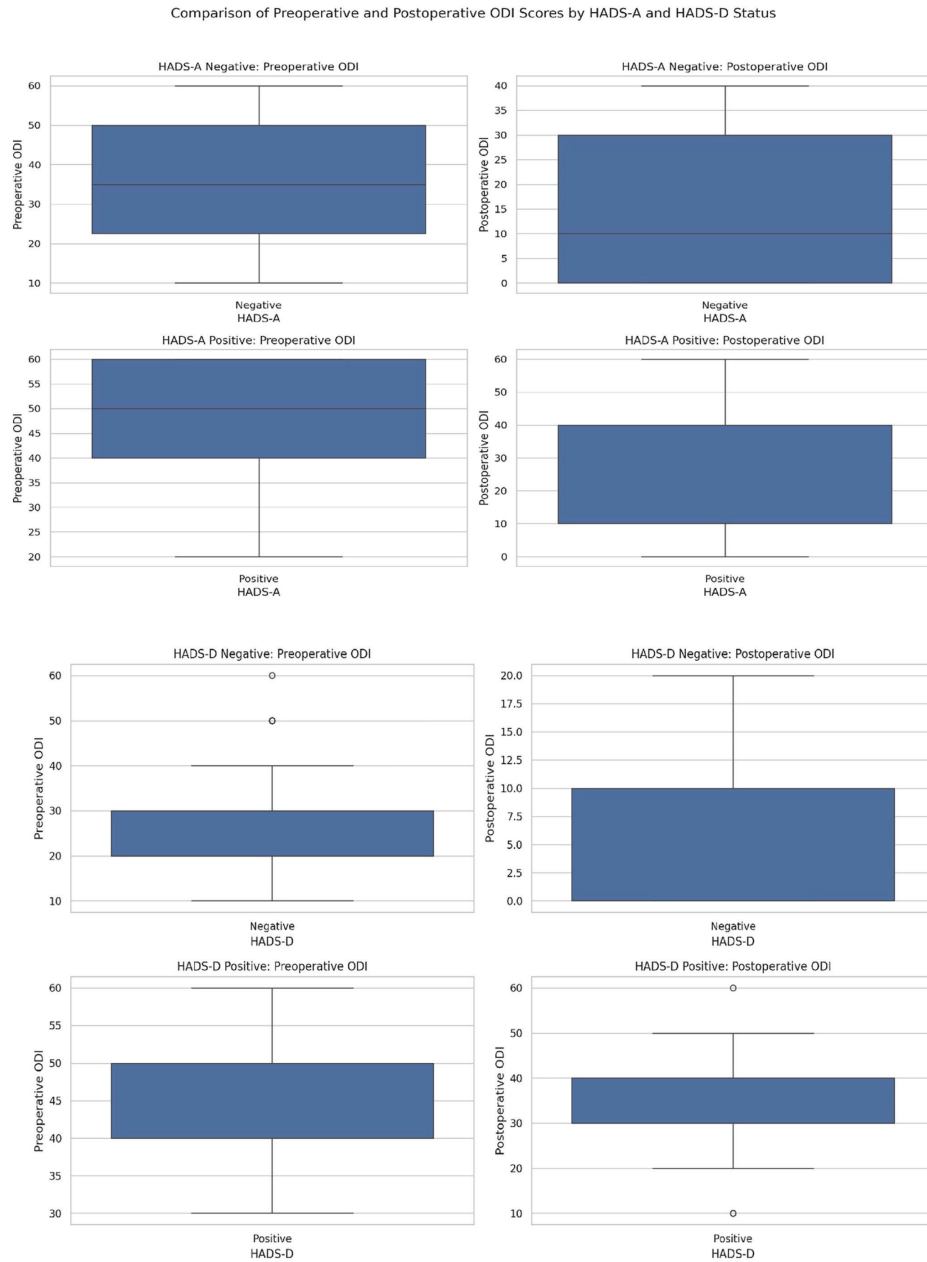 Comparison of Preoperative and Postoperative ODI Scores by HADS-A and HADS-D Status
HADS-A Negative: Preoperative ODI
Preoperative ODI
60
50
40
30
20
10
Negative
HADS-A
HADS-A Negative: Postoperative ODI
Postoperative ODI
40
35
30
25
20
15
10
5
0
Negative
HADS-A
HADS-A Positive: Preoperative ODI
Preoperative ODI
60
55
50
45
40
35
30
25
20
Positive
HADS-A
HADS-A Positive: Postoperative ODI
Postoperative ODI
60
50
40
30
20
10
0
Positive
HADS-A
HADS-D Negative: Preoperative ODI
Preoperative ODI
60
50
40
30
20
10
Negative
HADS-D
HADS-D Negative: Postoperative ODI
Postoperative ODI
20.0
17.5
15.0
12.5
10.0
7.5
5.0
2.5
0.0
Negative
HADS-D
HADS-D Positive: Preoperative ODI
Preoperative ODI
60
55
50
45
40
35
30
Positive
HADS-D
HADS-D Positive: Postoperative ODI
Postoperative ODI
60
50
40
30
20
10
Positive
HADS-D